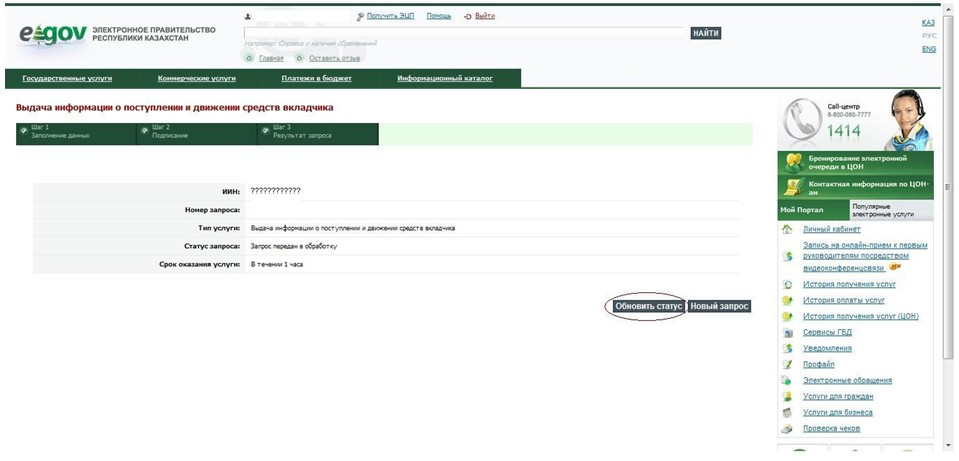 Получить ЭЦП Помощь Выйти
egov ЭЛЕКТРОННОЕ ПРАВИТЕЛЬСТВО
РЕСПУБЛИКИ КАЗАХСТАН
НАЙТИ
Например: Справка о наличии обременений
Главная Оставить отзыв
ҚАЗ
РУС
ENG
Государственные услуги Коммерческие услуги Платежи в бюджет Информационный каталог
Выдача информации о поступлении и движении средств вкладчика
Шаг 1
Заполнение данных
Шаг 2
Подписание
Шаг 3
Результат запроса
ИИН: ????????????
Номер запроса:
Тип услуги: Выдача информации о поступлении и движении средств вкладчика
Статус запроса: Запрос передан в обработку
Срок оказания услуги: В течении 1 часа
Обновить статус Новый запрос
Call-центр
8-800-080-7777
1414
Бронирование электронной
очереди в ЦОН
Контактная информация по ЦОН-
ам
Мой Портал
Популярные
электронные услуги
Личный кабинет
Запись на онлайн-прием к первым
руководителям посредством
видеоконференцсвязи
История получения услуг
История оплаты услуг
История получения услуг (ЦОН)
Сервисы ГБД
Уведомления
Профайл
Электронные обращения
Услуги для граждан
Услуги для бизнеса
Проверка чеков